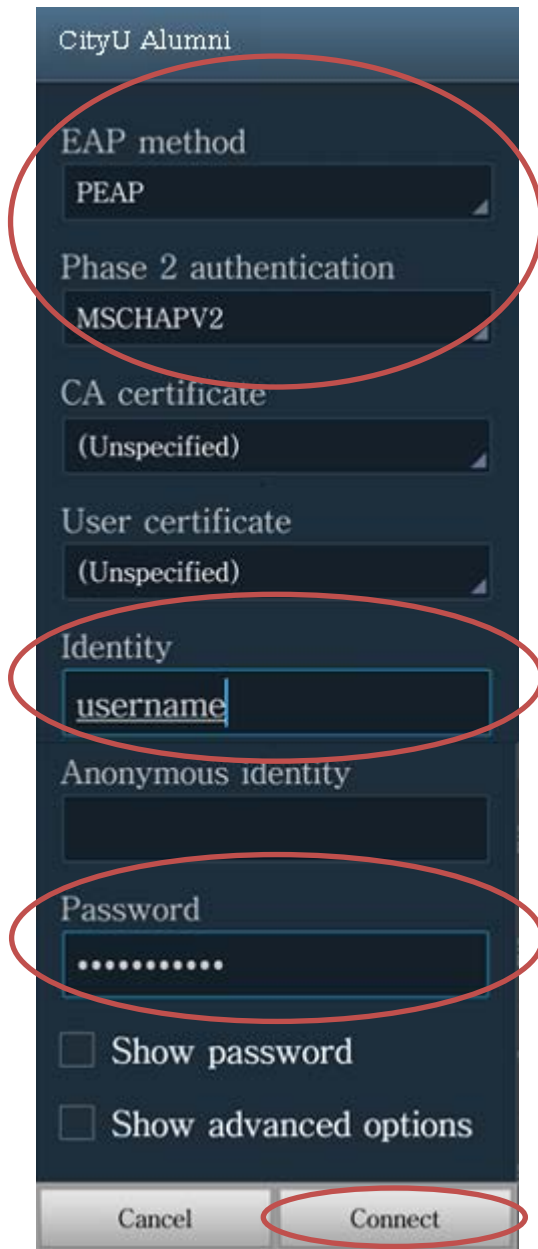 CityU Alumni
EAP method
PEAP
Phase 2 authentication
MSCHAPV2
CA certificate
(Unspecified)
User certificate
(Unspecified)
Identity
username
Anonymous identity
Password
•••••••••••
Show password
Show advanced options
Cancel Connect